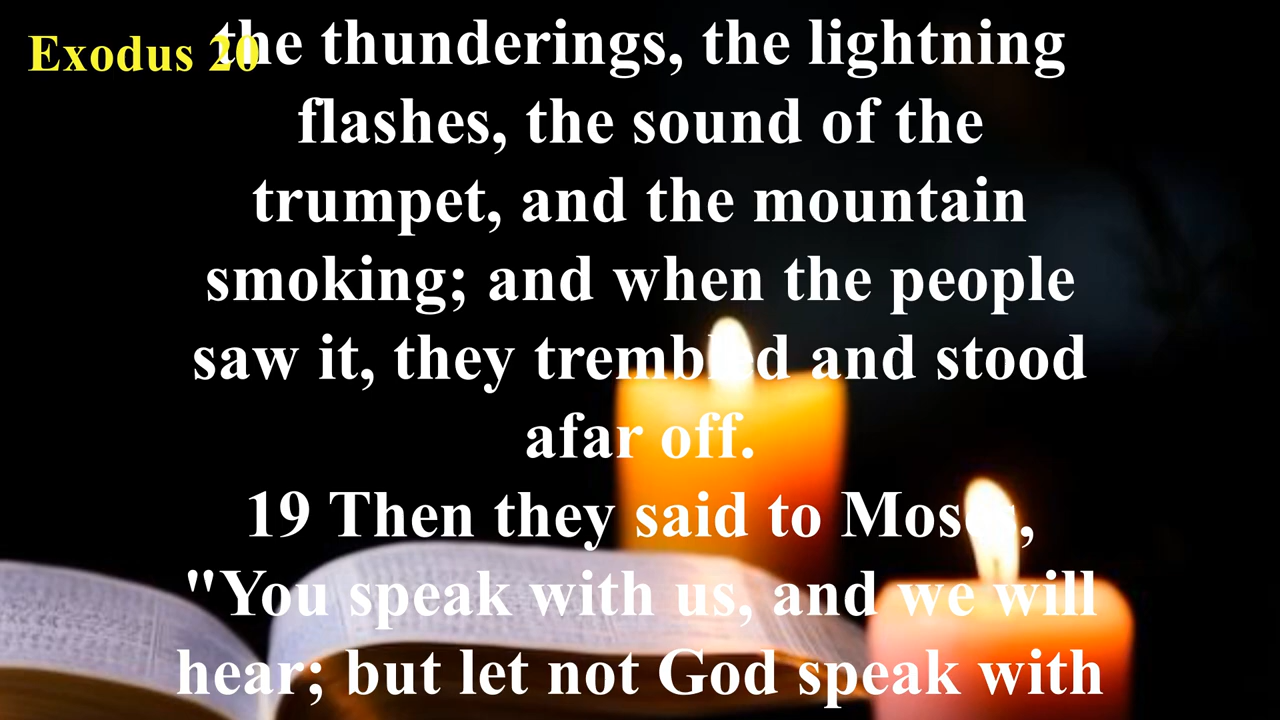 Exodus 20
the thunderings, the lightning
flashes, the sound of the
trumpet, and the mountain
smoking; and when the people
saw it, they trembled and stood
afar off.
19 Then they said to Moses,
"You speak with us, and we will
hear; but let not God speak with